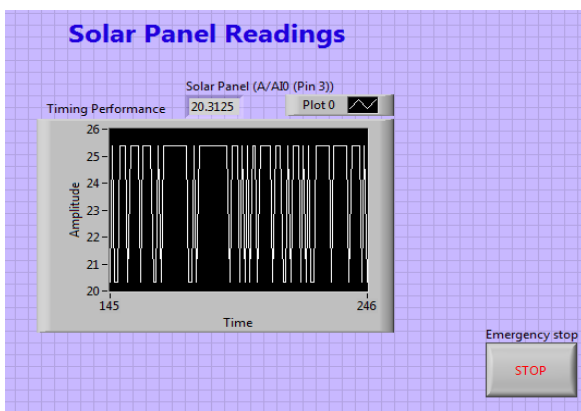 Solar Panel Readings
Solar Panel (A/AI0 (Pin 3))
Timing Performance
20.3125
Plot 0
26
25
24
23
22
21
20
Amplitude
145
246
Time
Emergency stop
STOP